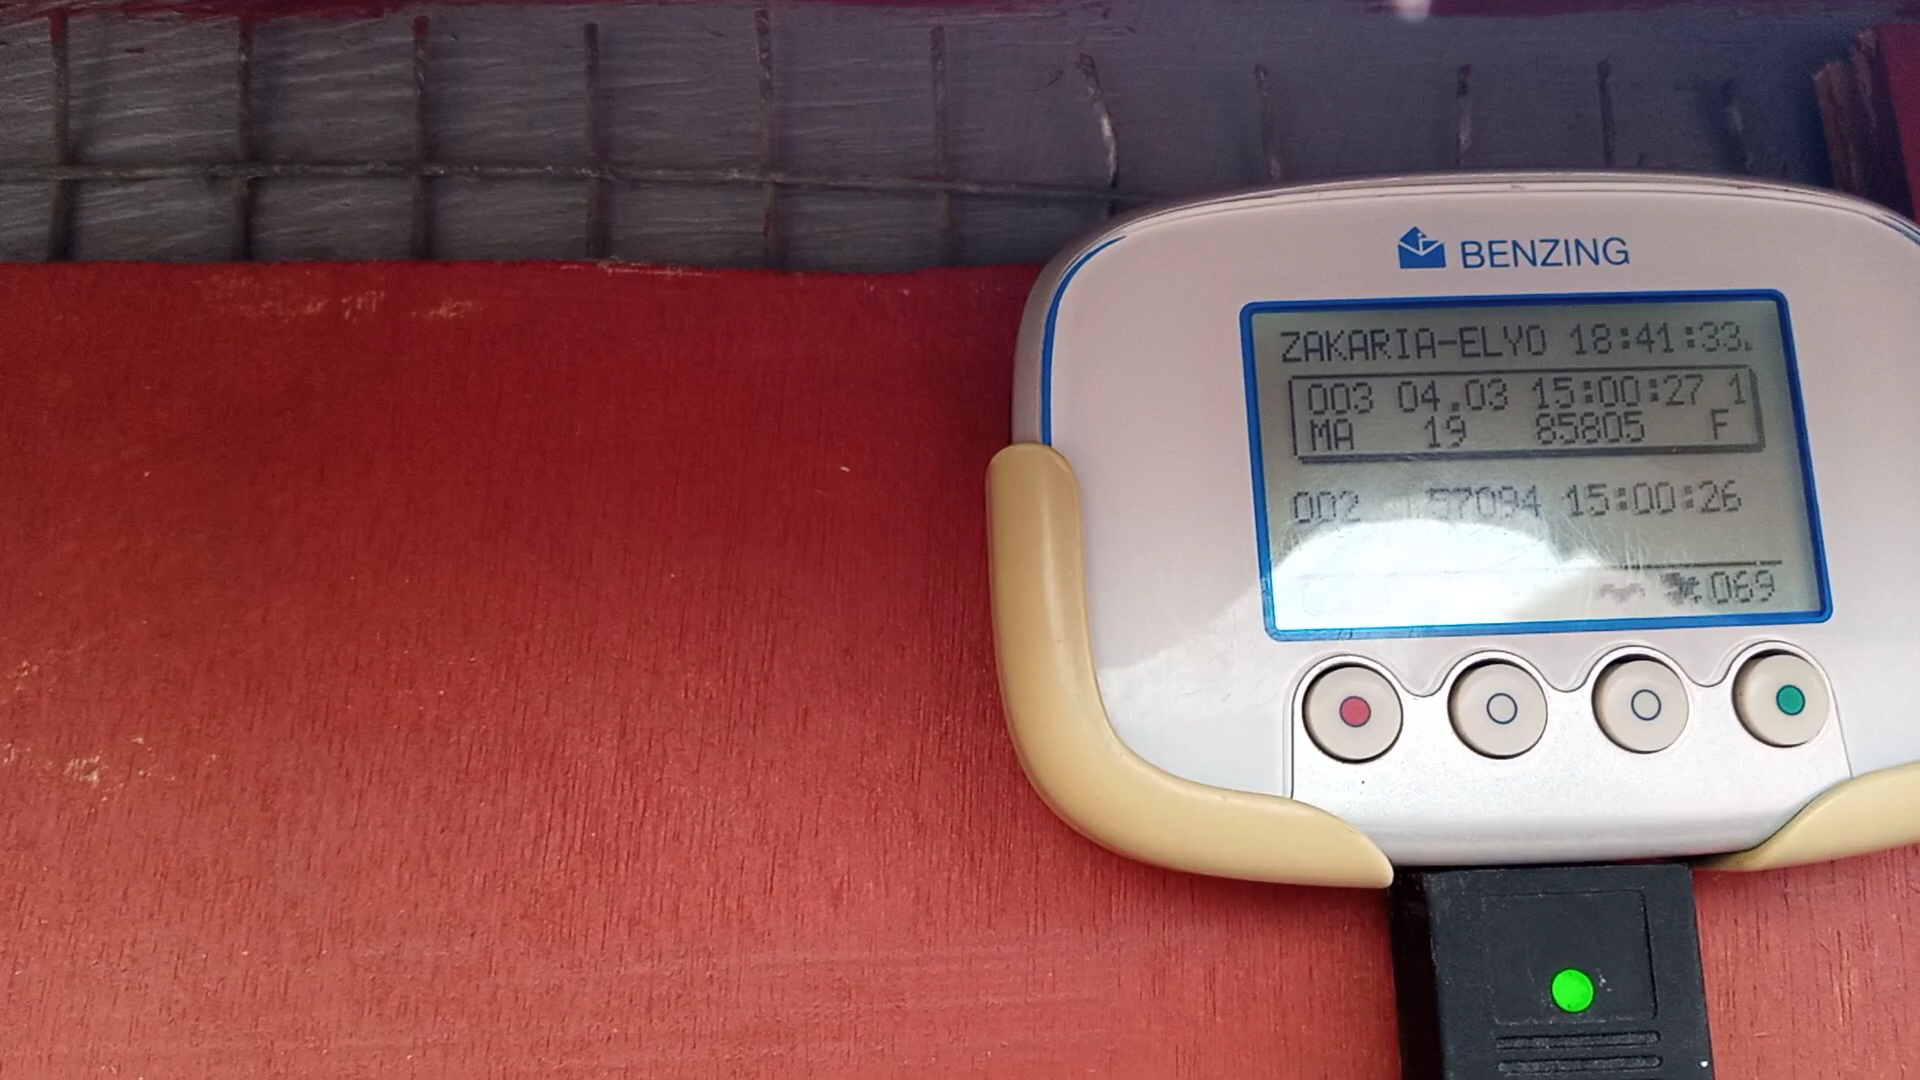 BENZING
ZAKARIA-ELYO 18:41:33
003 04.03 15:00:27 1
MA 19 85805 F
002 57094 15:00:26
069